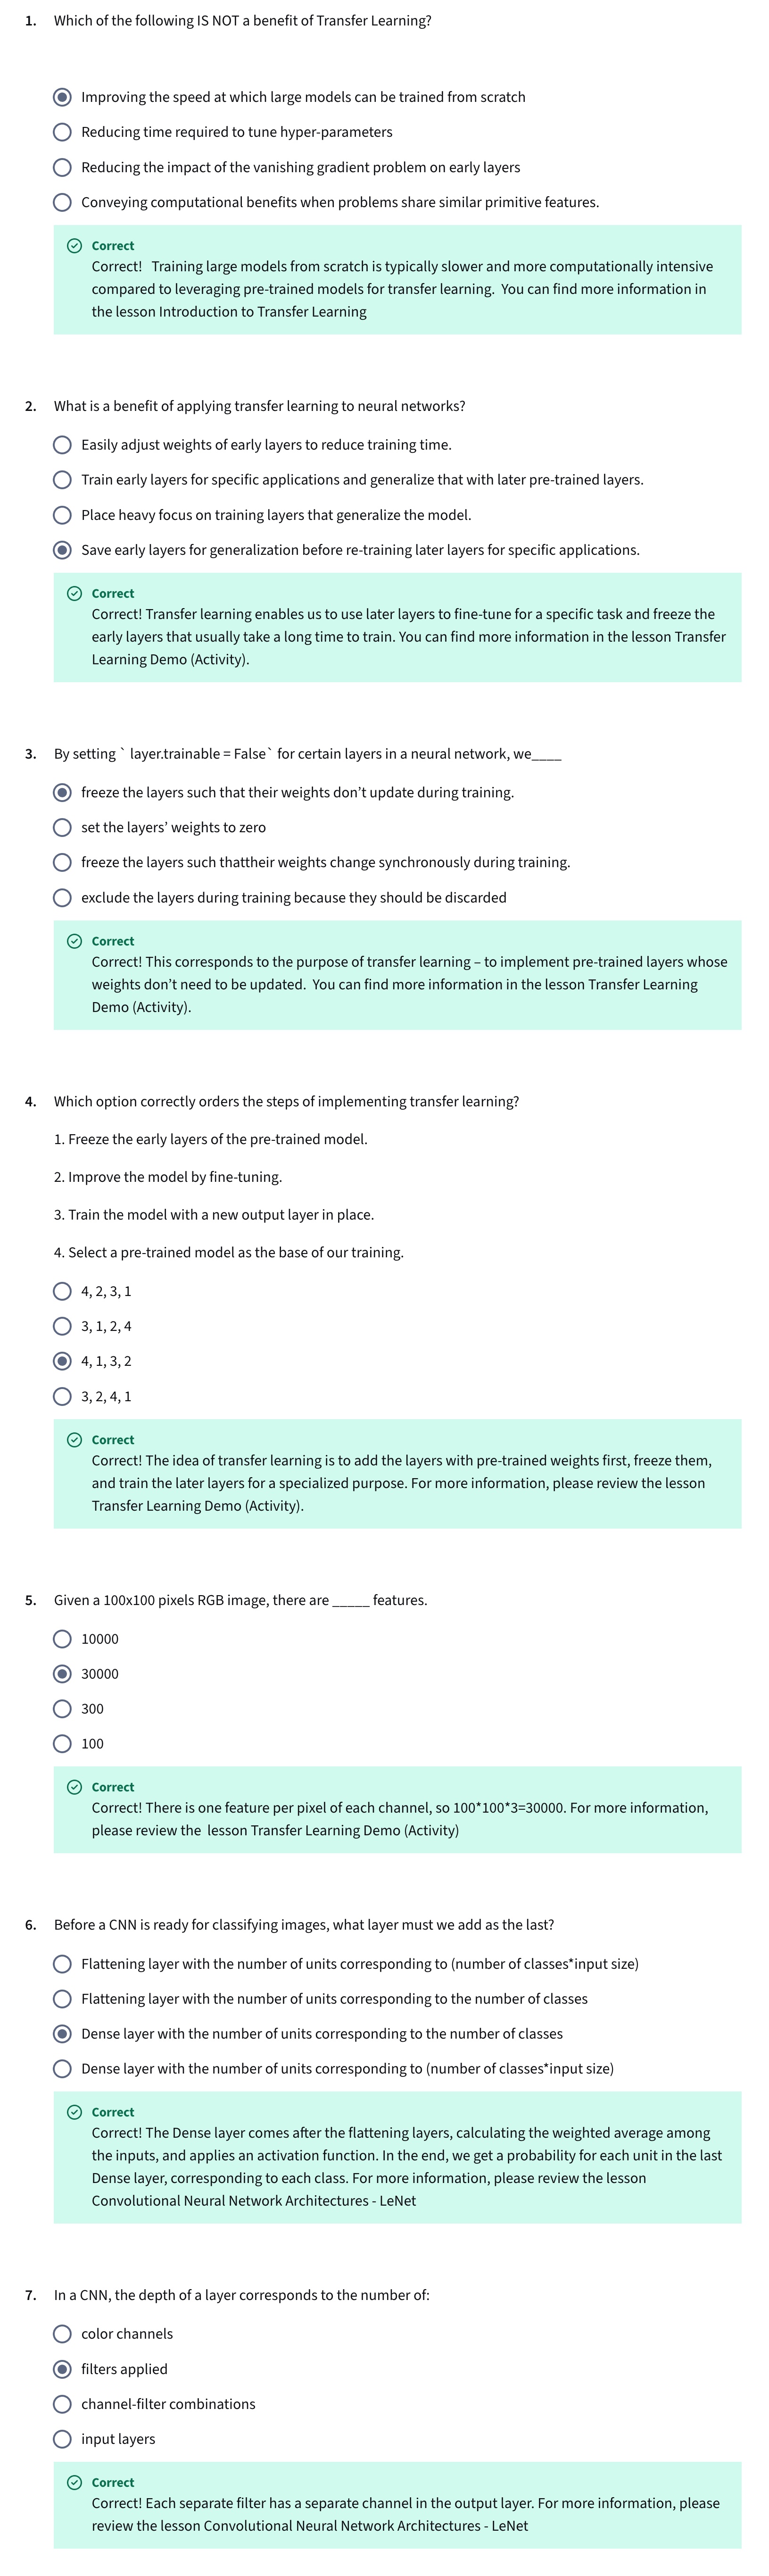 1. Which of the following IS NOT a benefit of Transfer Learning?
Improving the speed at which large models can be trained from scratch
Reducing time required to tune hyper-parameters
Reducing the impact of the vanishing gradient problem on early layers
Conveying computational benefits when problems share similar primitive features.
Correct
Correct!  Training large models from scratch is typically slower and more computationally intensive
compared to leveraging pre-trained models for transfer learning.  You can find more information in
the lesson Introduction to Transfer Learning
2. What is a benefit of applying transfer learning to neural networks?
Easily adjust weights of early layers to reduce training time.
Train early layers for specific applications and generalize that with later pre-trained layers.
Place heavy focus on training layers that generalize the model.
Save early layers for generalization before re-training later layers for specific applications.
Correct
Correct! Transfer learning enables us to use later layers to fine-tune for a specific task and freeze the
early layers that usually take a long time to train. You can find more information in the lesson Transfer
Learning Demo (Activity).
3. By setting ` layer.trainable = False` for certain layers in a neural network, we____
freeze the layers such that their weights don’t update during training.
set the layers’ weights to zero
freeze the layers such thattheir weights change synchronously during training.
exclude the layers during training because they should be discarded
Correct
Correct! This corresponds to the purpose of transfer learning – to implement pre-trained layers whose
weights don’t need to be updated.  You can find more information in the lesson Transfer Learning
Demo (Activity).
4. Which option correctly orders the steps of implementing transfer learning?
1. Freeze the early layers of the pre-trained model.
2. Improve the model by fine-tuning.
3. Train the model with a new output layer in place.
4. Select a pre-trained model as the base of our training.
4, 2, 3, 1
3, 1, 2, 4
4, 1, 3, 2
3, 2, 4, 1
Correct
Correct! The idea of transfer learning is to add the layers with pre-trained weights first, freeze them,
and train the later layers for a specialized purpose. For more information, please review the lesson
Transfer Learning Demo (Activity).
5. Given a 100x100 pixels RGB image, there are _____ features.
10000
30000
300
100
Correct
Correct! There is one feature per pixel of each channel, so 100*100*3=30000. For more information,
please review the  lesson Transfer Learning Demo (Activity)
6. Before a CNN is ready for classifying images, what layer must we add as the last?
Flattening layer with the number of units corresponding to (number of classes*input size)
Flattening layer with the number of units corresponding to the number of classes
Dense layer with the number of units corresponding to the number of classes
Dense layer with the number of units corresponding to (number of classes*input size)
Correct
Correct! The Dense layer comes after the flattening layers, calculating the weighted average among
the inputs, and applies an activation function. In the end, we get a probability for each unit in the last
Dense layer, corresponding to each class. For more information, please review the lesson
Convolutional Neural Network Architectures - LeNet
7. In a CNN, the depth of a layer corresponds to the number of:
color channels
filters applied
channel-filter combinations
input layers
Correct
Correct! Each separate filter has a separate channel in the output layer. For more information, please
review the lesson Convolutional Neural Network Architectures - LeNet